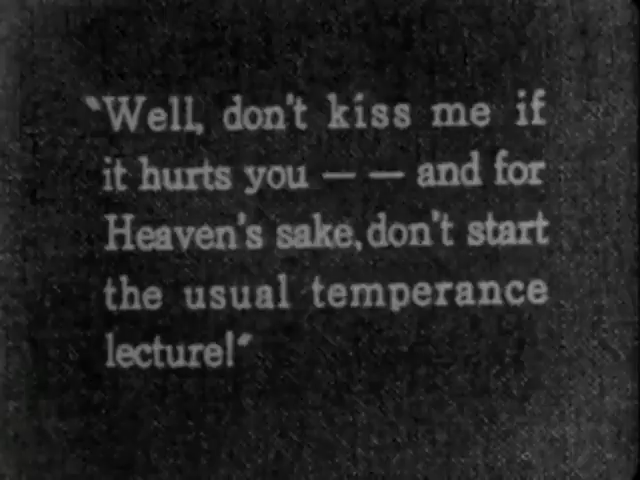 "Well, don't kiss me if
it hurts you — — and for
Heaven's sake, don't start
the usual temperance
lecture!"